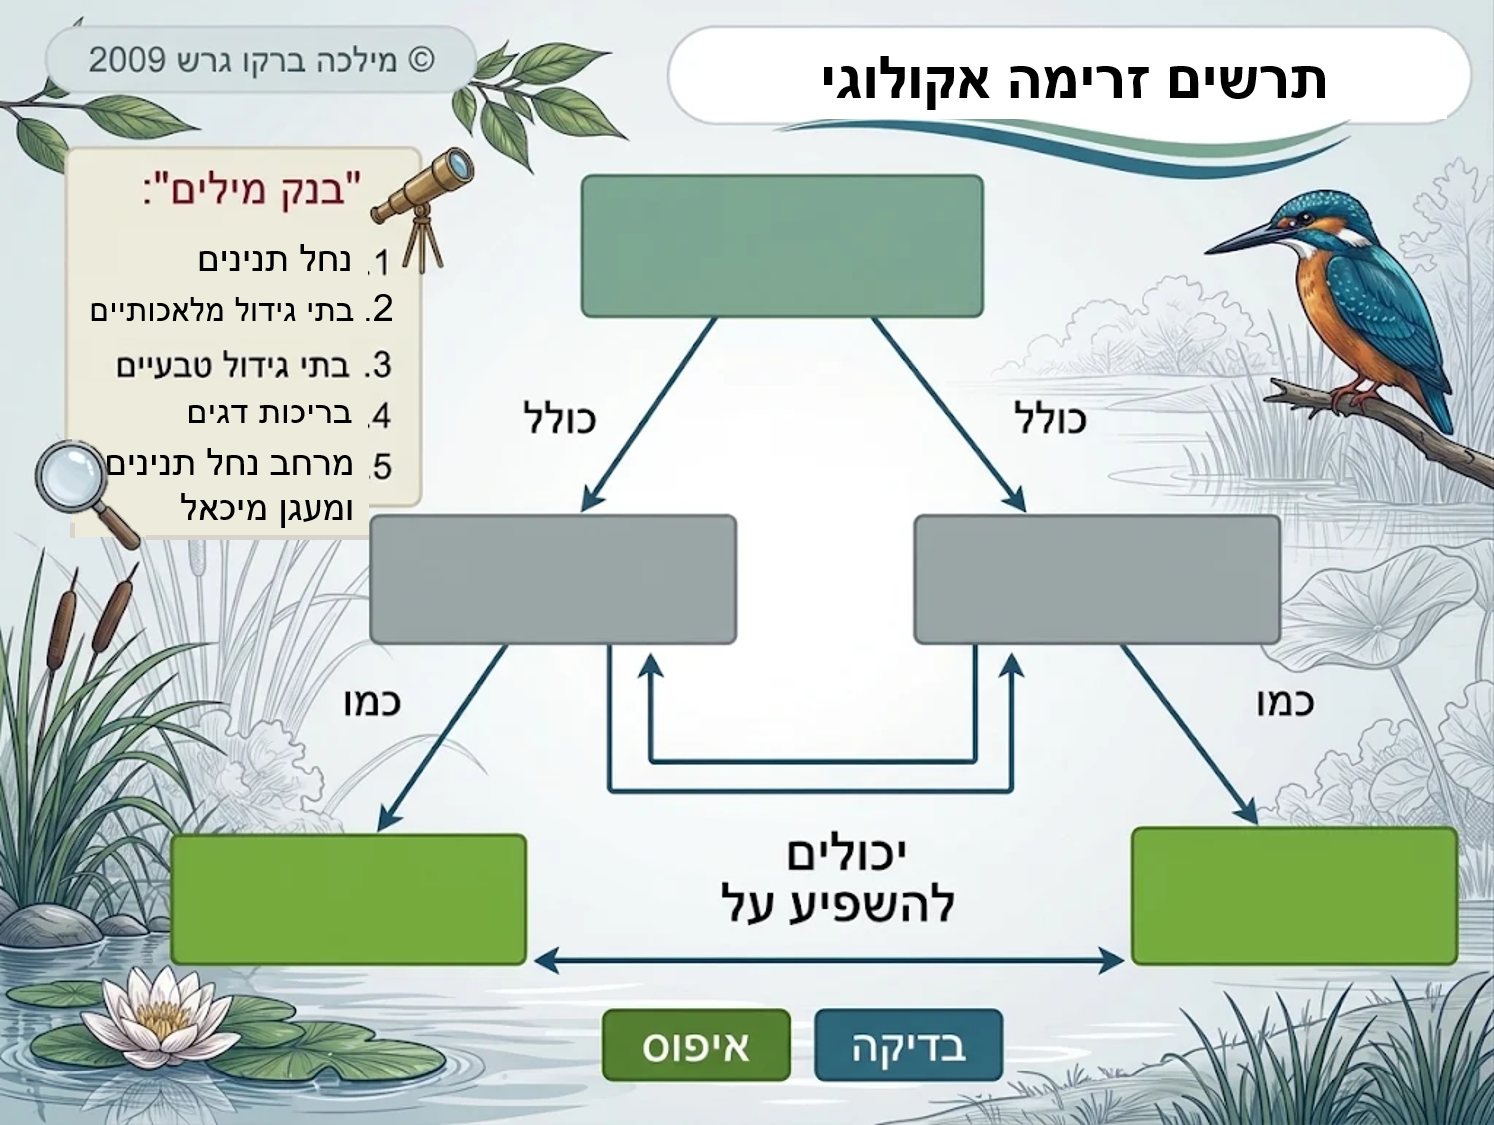 תרשים זרימה אקולוגי
© מילכה ברקו גרש 2009
"בנק מילים":
1. נחל תנינים
2. בתי גידול מלאכותיים
3. בתי גידול טבעיים
4. בריכות דגים
5. מרחב נחל תנינים
ומעגן מיכאל
כולל
כולל
כמו
כמו
יכולים
להשפיע על
בדיקה
איפוס